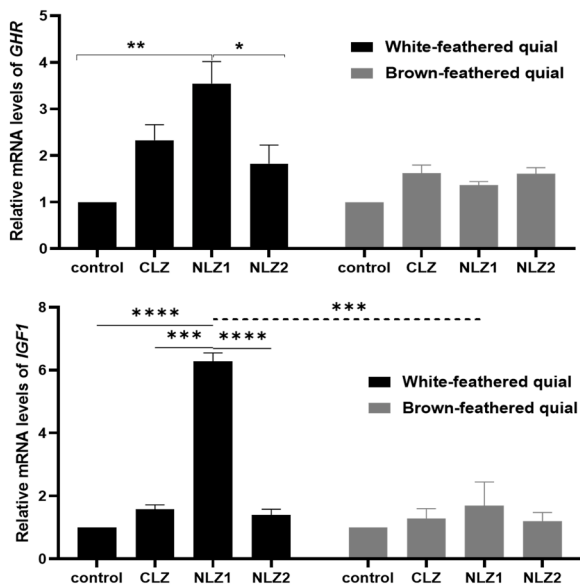 Relative mRNA levels of GHR
5
4
3
2
1
0
**
*
White-feathered quial
Brown-feathered quial
control CLZ NLZ1 NLZ2 control CLZ NLZ1 NLZ2
Relative mRNA levels of IGF1
8
6
4
2
0
**** ***
*** ****
White-feathered quial
Brown-feathered quial
control CLZ NLZ1 NLZ2 control CLZ NLZ1 NLZ2